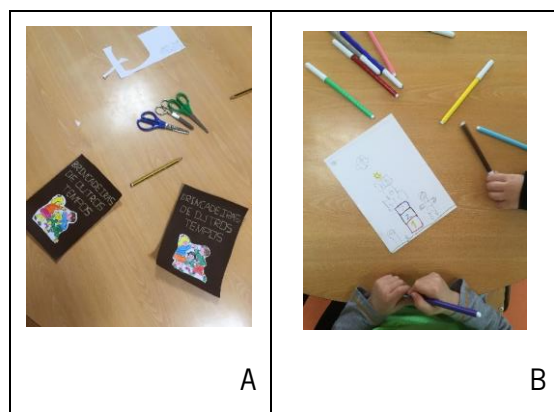 BRINCADEIRAS
DE OUTROS
TEMPOS
BRINCADEIRAS
DE OUTROS
TEMPOS
A
B